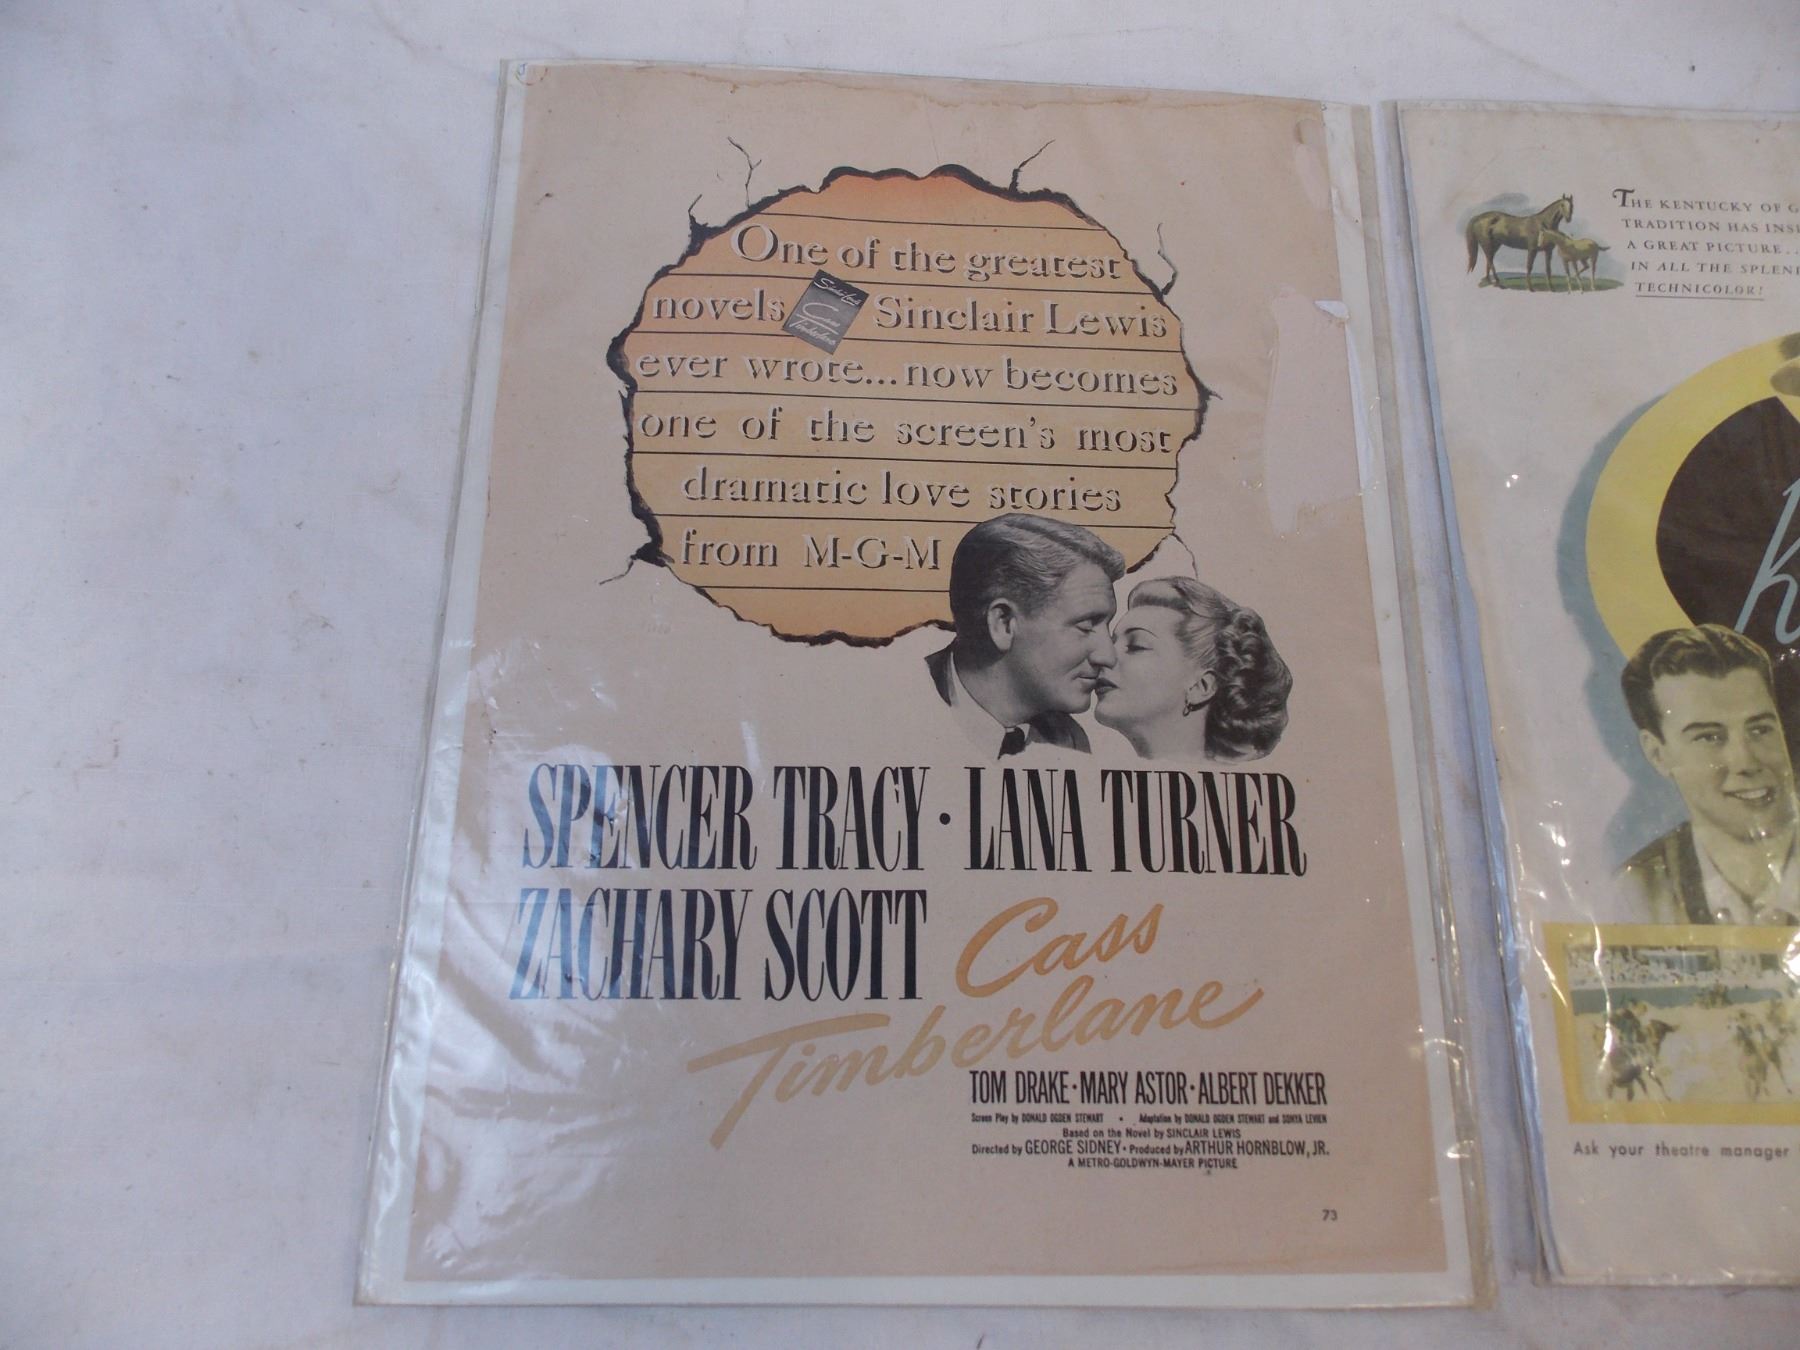 One of the greatest
novels Sinclair Lewis
Sinclair Lewis
Cass
Timberlane
ever wrote...now becomes
one of the screen's most
dramatic love stories
from M-G-M
SPENCER TRACY · LANA TURNER
ZACHARY SCOTT
Cass
Timberlane
TOM DRAKE · MARY ASTOR · ALBERT DEKKER
Screen Play by DONALD OGDEN STEWART • Adaptation by DONALD OGDEN STEWART and SONYA LEVIEN
Based on the Novel by SINCLAIR LEWIS
Directed by GEORGE SIDNEY • Produced by ARTHUR HORNBLOW, JR.
A METRO-GOLDWYN-MAYER PICTURE
73
THE KENTUCKY OF
TRADITION HAS
A GREAT PICTURE...
IN ALL THE
TECHNICOLOR!
Ask your theatre manager